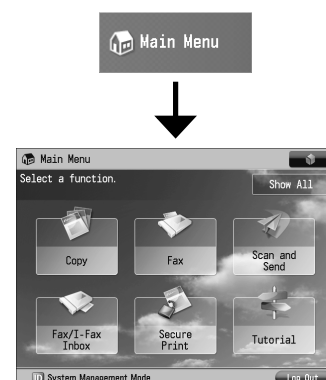 Main Menu
Main Menu
Select a function.
Show All
Copy
Fax
Scan and
Send
Fax/I-Fax
Inbox
Secure
Print
Tutorial
ID System Management Mode
Log Out